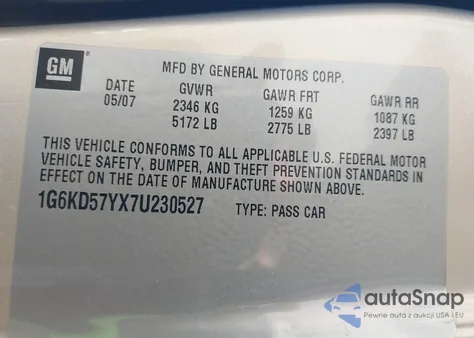 GM
®
MFD BY GENERAL MOTORS CORP.
DATE GVWR GAWR FRT GAWR RR
05/07 2346 KG 1259 KG 1087 KG
5172 LB 2775 LB 2397 LB
THIS VEHICLE CONFORMS TO ALL APPLICABLE U.S. FEDERAL MOTOR
VEHICLE SAFETY, BUMPER, AND THEFT PREVENTION STANDARDS IN
EFFECT ON THE DATE OF MANUFACTURE SHOWN ABOVE.
1G6KD57YX7U230527 TYPE: PASS CAR
autaSnap
Pewne auta z aukcji USA i EU